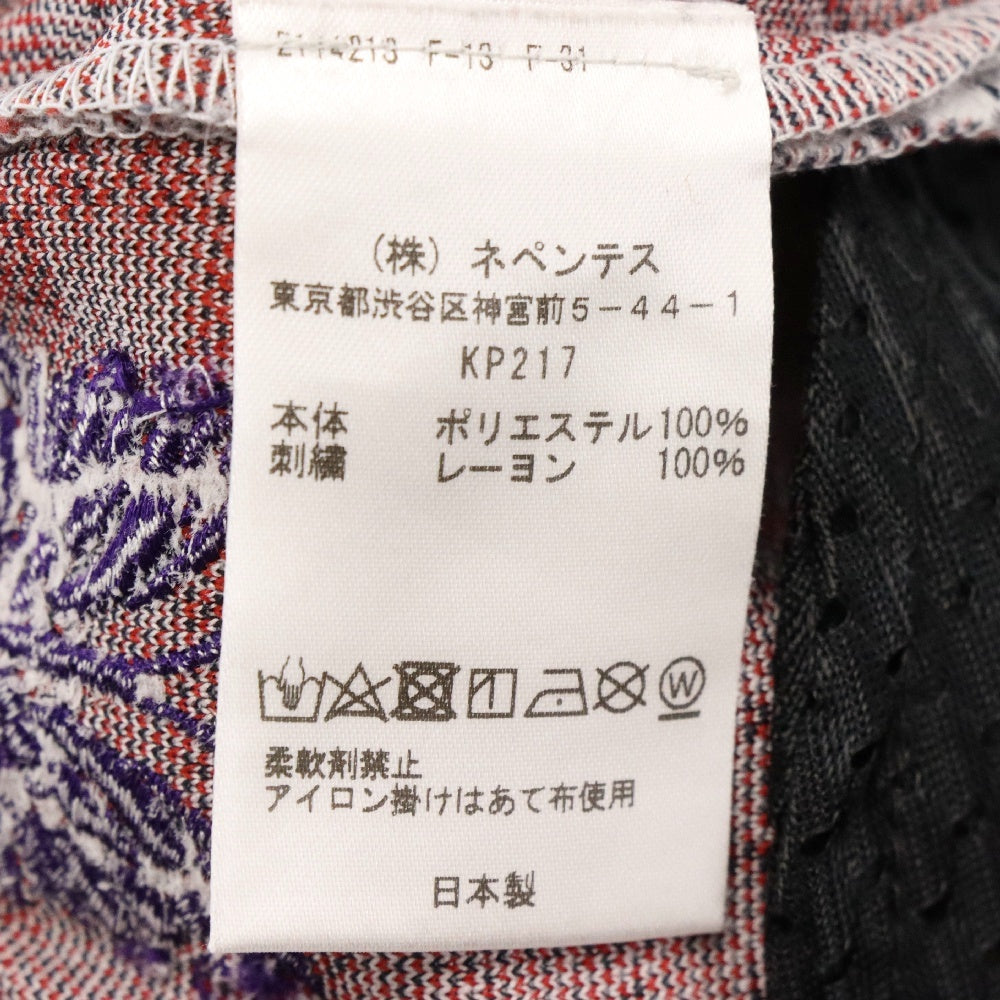 2114213 F-13 F-31
(株) ネペンテス
東京都渋谷区神宮前5-44-1
KP217
本体 ポリエステル100%
刺繍 レーヨン 100%
W
柔軟剤禁止
アイロン掛けはあて布使用
日本製